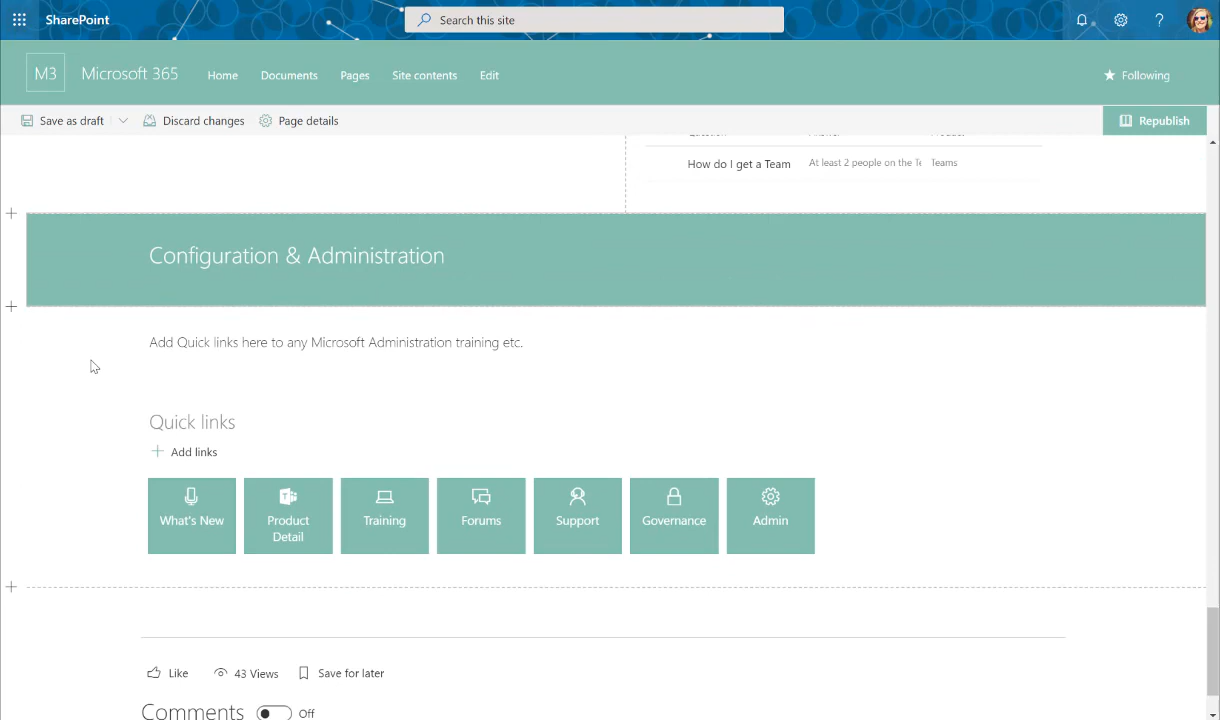 SharePoint
Search this site
M3
Microsoft 365
Home
Documents
Pages
Site contents
Edit
Following
Save as draft
Discard changes
Page details
Republish
How do I get a Team
At least 2 people on the Te
Teams
Configuration & Administration
Add Quick links here to any Microsoft Administration training etc.
Quick links
Add links
What's New
Product
Detail
Training
Forums
Support
Governance
Admin
Like
43 Views
Save for later
Comments
Off